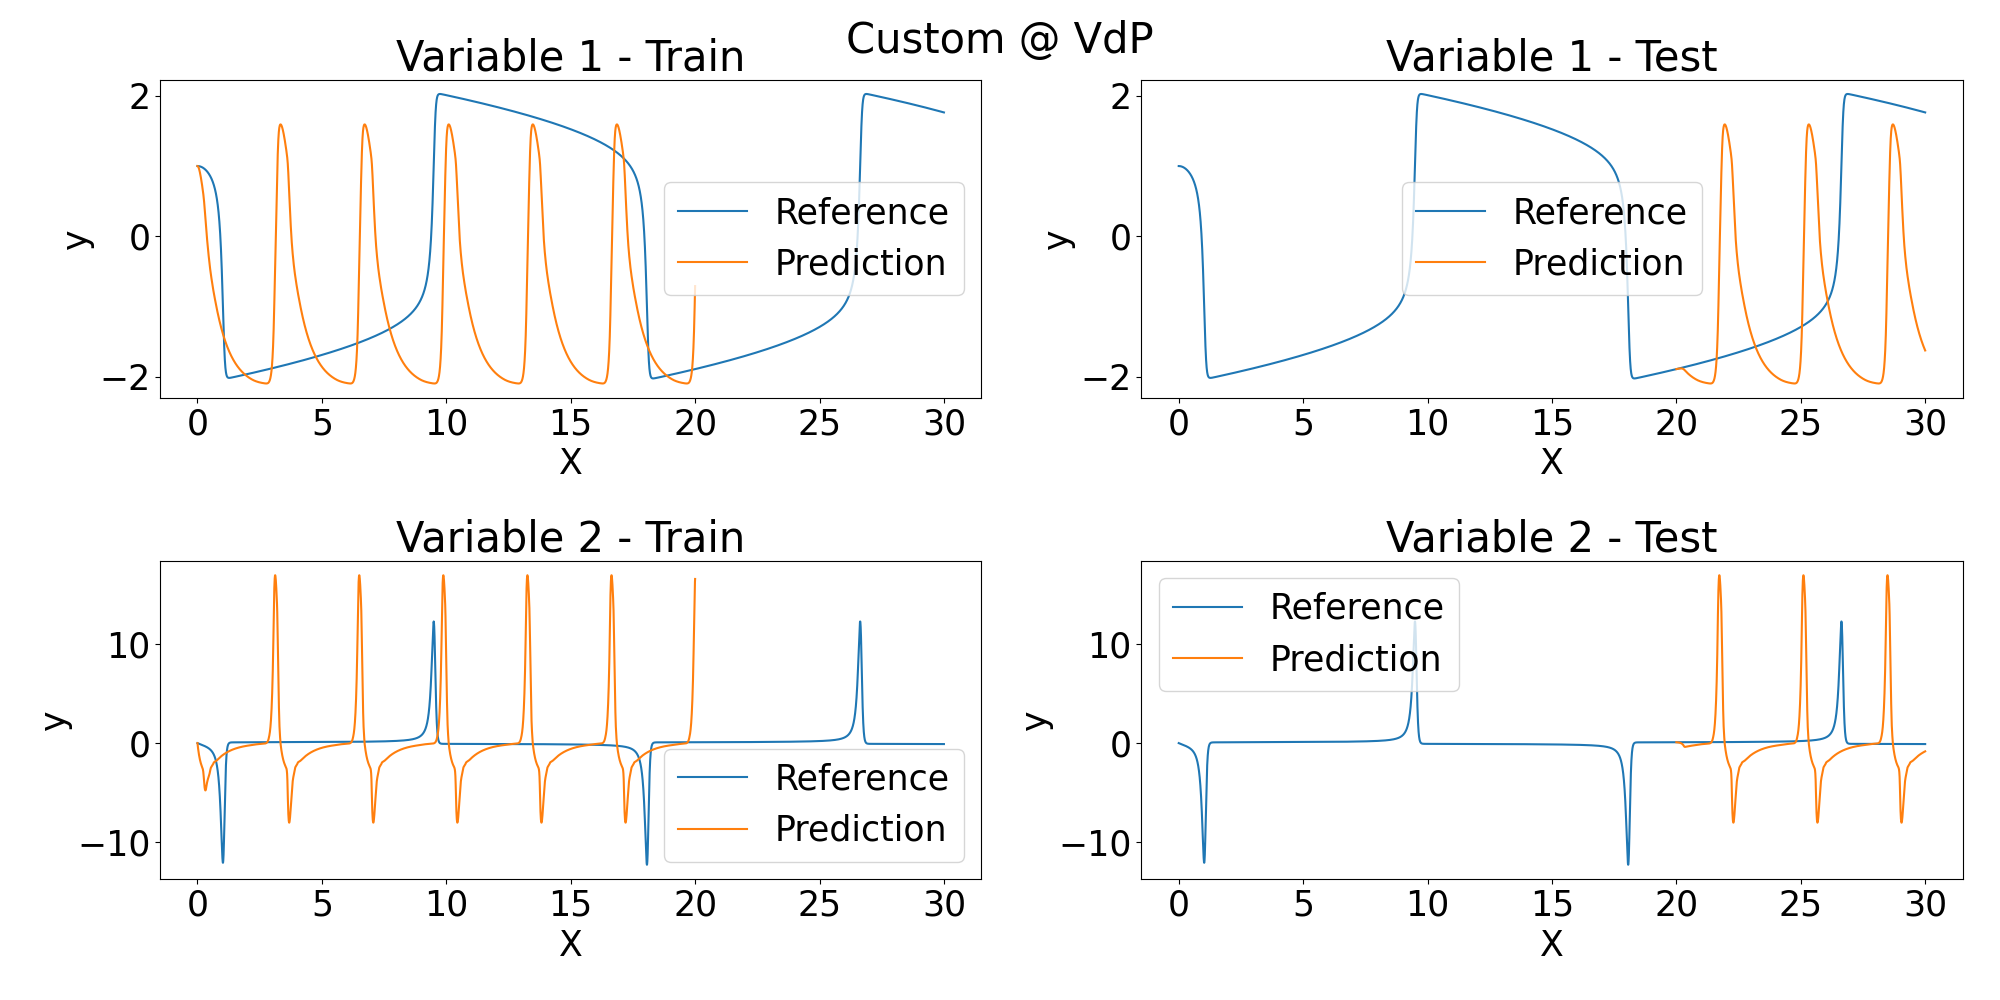 Custom @ VdP
Variable 1 - Train
2
0
−2
y
0 5 10 15 20 25 30
X
Reference
Prediction
Variable 1 - Test
2
0
−2
y
0 5 10 15 20 25 30
X
Reference
Prediction
Variable 2 - Train
10
0
−10
y
0 5 10 15 20 25 30
X
Reference
Prediction
Variable 2 - Test
10
0
−10
y
0 5 10 15 20 25 30
X
Reference
Prediction